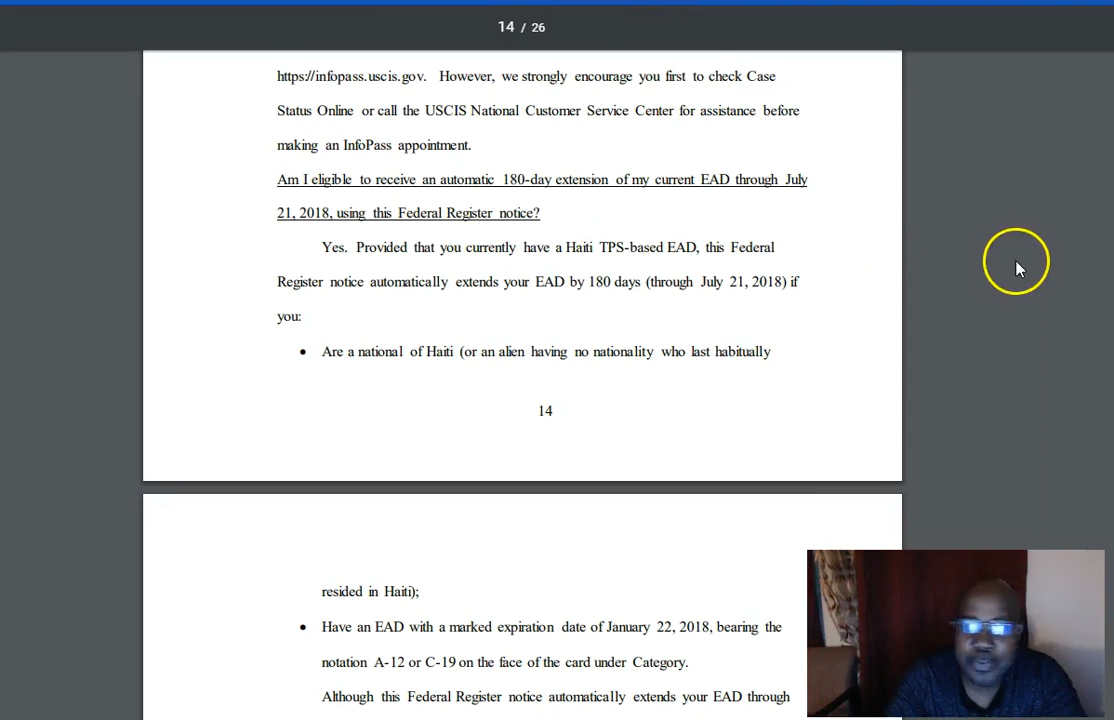 14 / 26
https://infopass.uscis.gov. However, we strongly encourage you first to check Case
Status Online or call the USCIS National Customer Service Center for assistance before
making an InfoPass appointment.
Am I eligible to receive an automatic 180-day extension of my current EAD through July
21, 2018, using this Federal Register notice?
Yes. Provided that you currently have a Haiti TPS-based EAD, this Federal
Register notice automatically extends your EAD by 180 days (through July 21, 2018) if
you:
• Are a national of Haiti (or an alien having no nationality who last habitually
14
resided in Haiti);
• Have an EAD with a marked expiration date of January 22, 2018, bearing the
notation A-12 or C-19 on the face of the card under Category.
Although this Federal Register notice automatically extends your EAD through